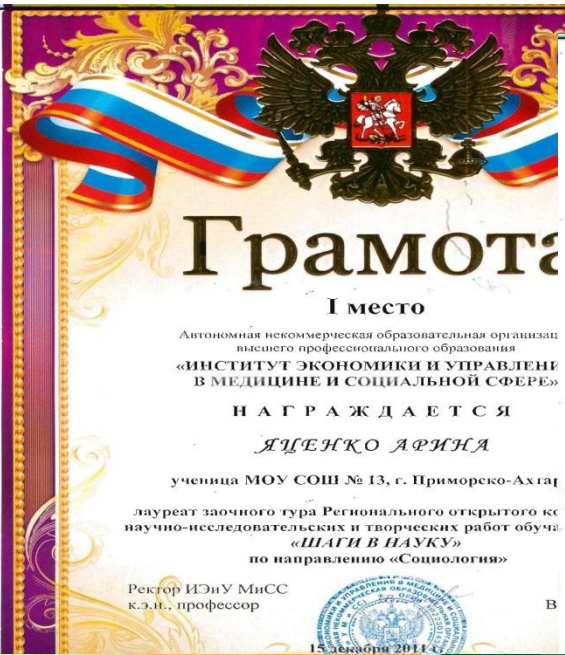 Грамота
I место
Автономная некоммерческая образовательная организац
высшего профессионального образования
«ИНСТИТУТ ЭКОНОМИКИ И УПРАВЛЕНИ
В МЕДИЦИНЕ И СОЦИАЛЬНОЙ СФЕРЕ»
НАГРАЖДАЕТСЯ
ЯЦЕНКО АРИНА
ученица МОУ СОШ № 13, г. Приморско-Ахтар
лауреат заочного тура Регионального открытого ко
научно-исследовательских и творческих работ обуча
«ШАГИ В НАУКУ»
по направлению «Социология»
Ректор ИЭиУ МиСС
к.э.н., профессор
В
15 декабря 2011 г.